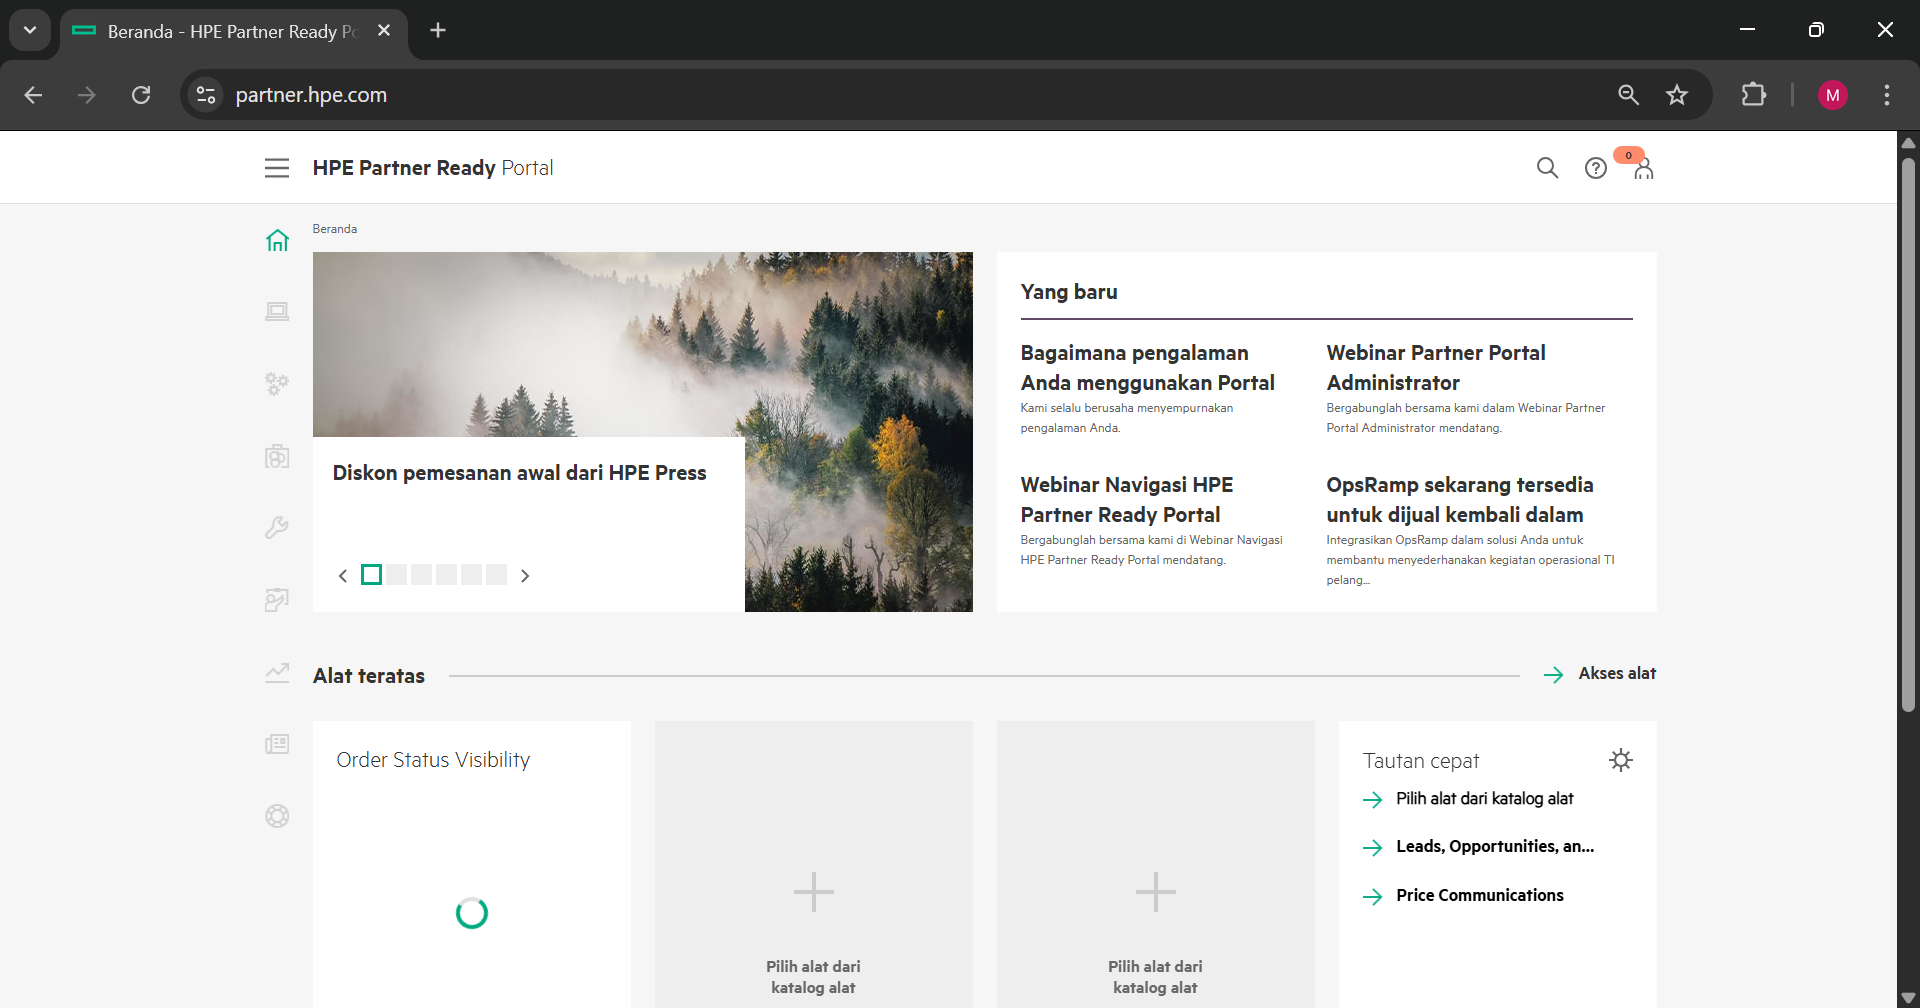 Beranda - HPE Partner Ready Po
partner.hpe.com
M
HPE Partner Ready Portal
0
Beranda
Diskon pemesanan awal dari HPE Press
Yang baru
Bagaimana pengalaman
Anda menggunakan Portal
Kami selalu berusaha menyempurnakan
pengalaman Anda.
Webinar Partner Portal
Administrator
Bergabunglah bersama kami dalam Webinar Partner
Portal Administrator mendatang.
Webinar Navigasi HPE
Partner Ready Portal
Bergabunglah bersama kami di Webinar Navigasi
HPE Partner Ready Portal mendatang.
OpsRamp sekarang tersedia
untuk dijual kembali dalam
Integrasikan OpsRamp dalam solusi Anda untuk
membantu menyederhanakan kegiatan operasional TI
pelang...
Alat teratas
Akses alat
Order Status Visibility
Pilih alat dari
katalog alat
Pilih alat dari
katalog alat
Tautan cepat
Pilih alat dari katalog alat
Leads, Opportunities, an...
Price Communications